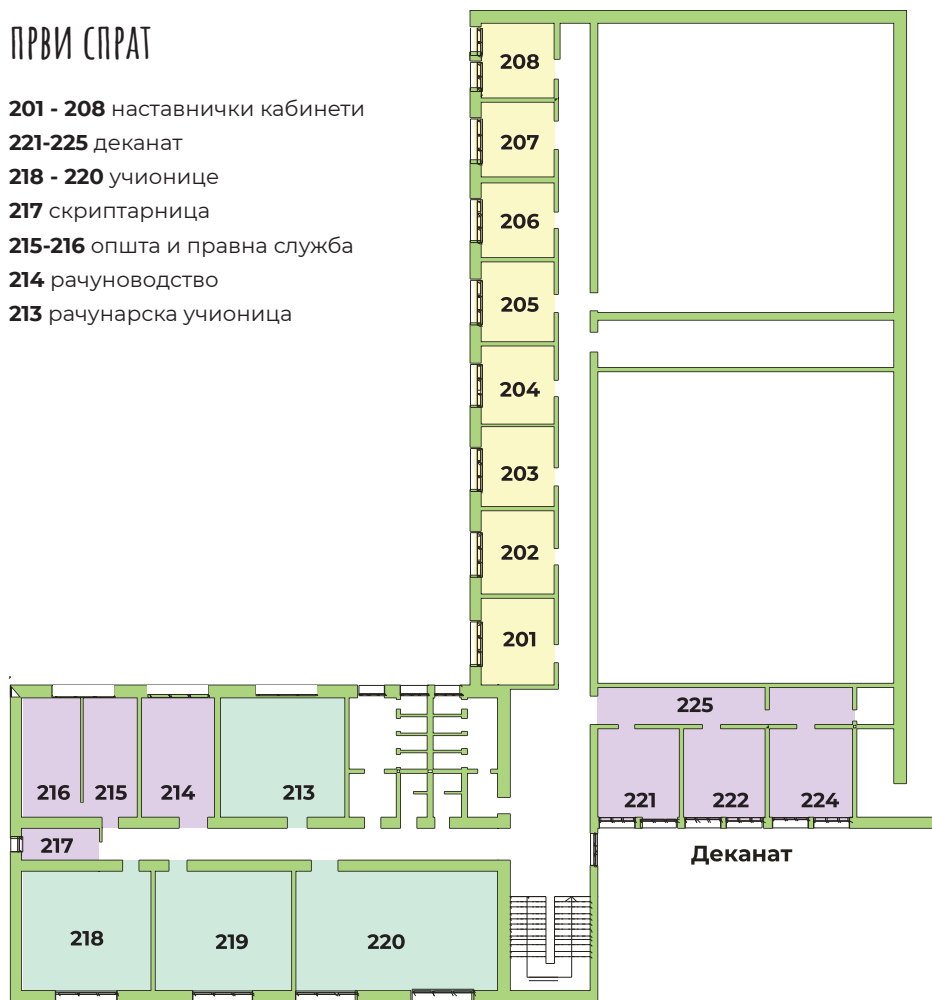 ПРВИ СПРАТ
201 - 208 наставнички кабинети
221-225 деканат
218 - 220 учионице
217 скриптарница
215-216 општа и правна служба
214 рачуноводство
213 рачунарска учионица
208
207
206
205
204
203
202
201
225
216 215 214 213
221 222 224
217
Деканат
218 219 220